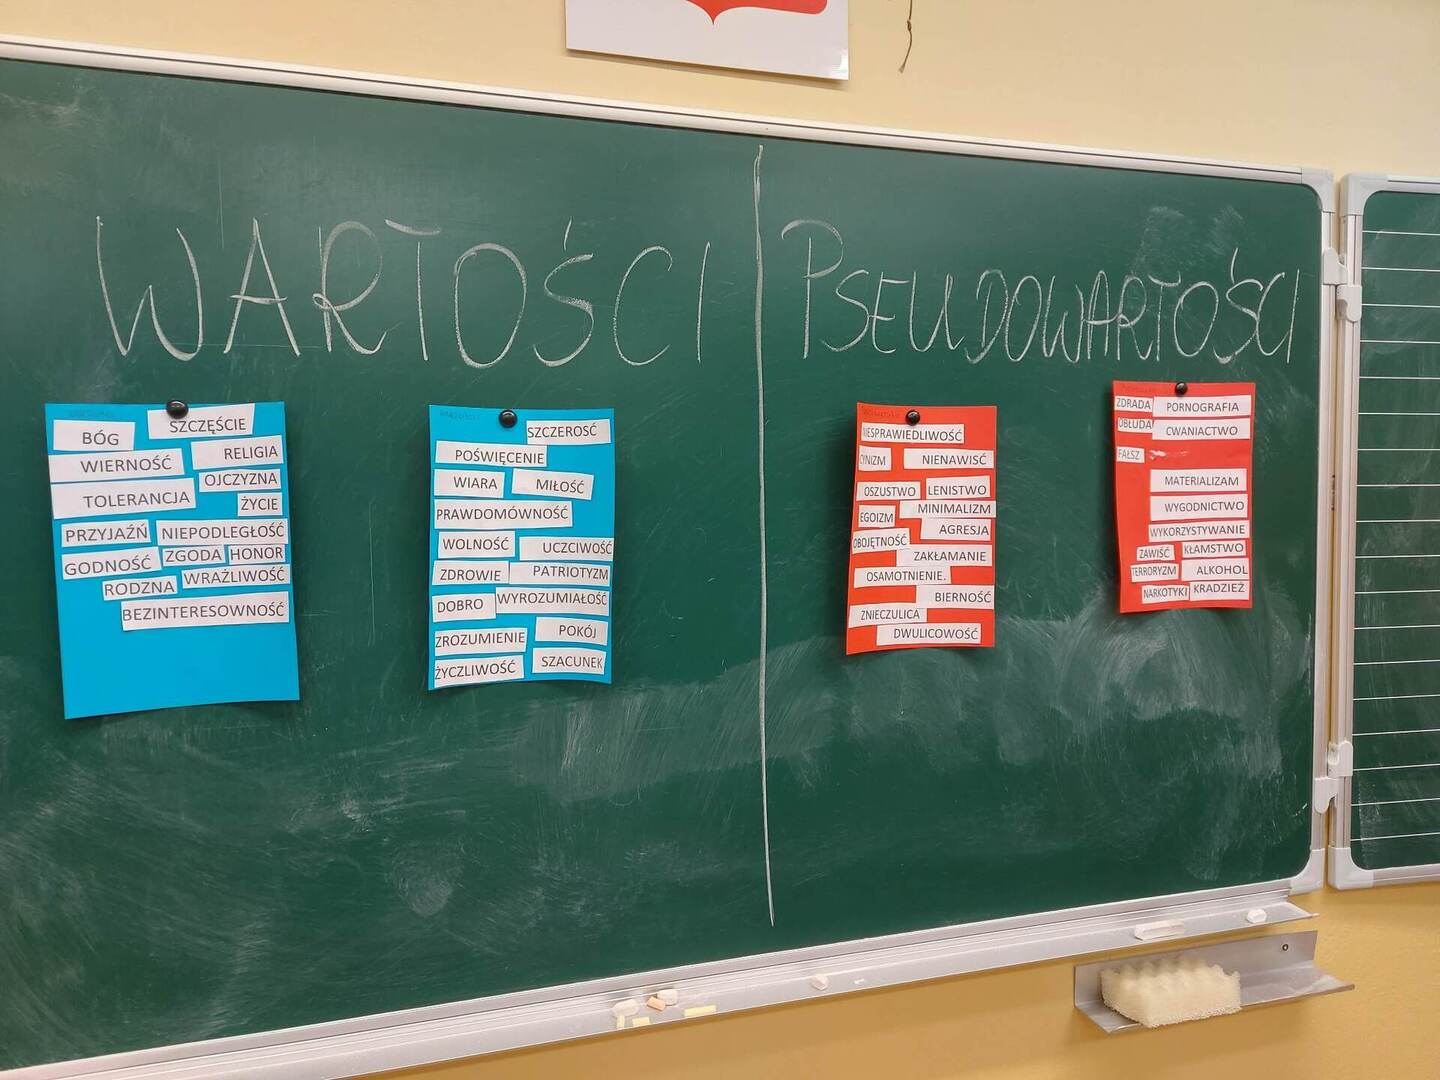 WARTOŚCI
PSEUDOWARTOŚCI
SZCZĘŚCIE
BÓG
WIERNOŚĆ
RELIGIA
OJCZYZNA
TOLERANCJA
ŻYCIE
PRZYJAŹŃ
NIEPODLEGŁOŚĆ
GODNOŚĆ
ZGODA
HONOR
RODZNA
WRAŻLIWOŚĆ
BEZINTERESOWNOŚĆ
SZCZEROŚĆ
POŚWIĘCENIE
WIARA
MIŁOŚĆ
PRAWDOMÓWNOŚĆ
WOLNOŚĆ
UCZCIWOŚĆ
ZDROWIE
PATRIOTYZM
DOBRO
WYROZUMIAŁOŚĆ
ZROZUMIENIE
POKÓJ
ŻYCZLIWOŚĆ
SZACUNEK
NIESPRAWIEDLIWOŚĆ
CYNIZM
NIENAWIŚĆ
OSZUSTWO
LENISTWO
EGOIZM
MINIMALIZM
AGRESJA
OBOJĘTNOŚĆ
ZAKŁAMANIE
OSAMOTNIENIE.
BIERNOŚĆ
ZNIECZULICA
DWULICOWOŚĆ
ZDRADA
PORNOGRAFIA
OBŁUDA
CWANIACTWO
FAŁSZ
MATERIALIZAM
WYGODNICTWO
WYKORZYSTYWANIE
ZAWIŚĆ
KŁAMSTWO
TERRORYZM
ALKOHOL
NARKOTYKI
KRADZIEŻ